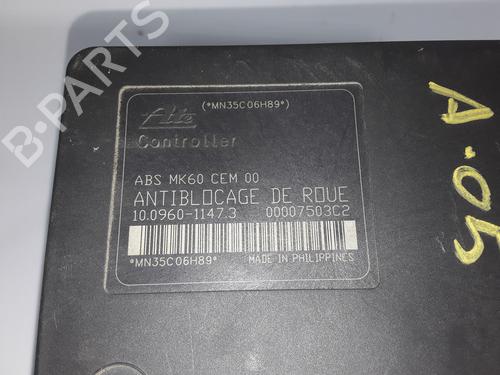 B-PARTS
(*MN35C06H89*)
Ate
Controller
ABS MK60 CEM 00
ANTIBLOCAGE DE ROUE
10.0960-1147.3 00007503C2
*MN35C06H89* MADE IN PHILIPPINES
A·05